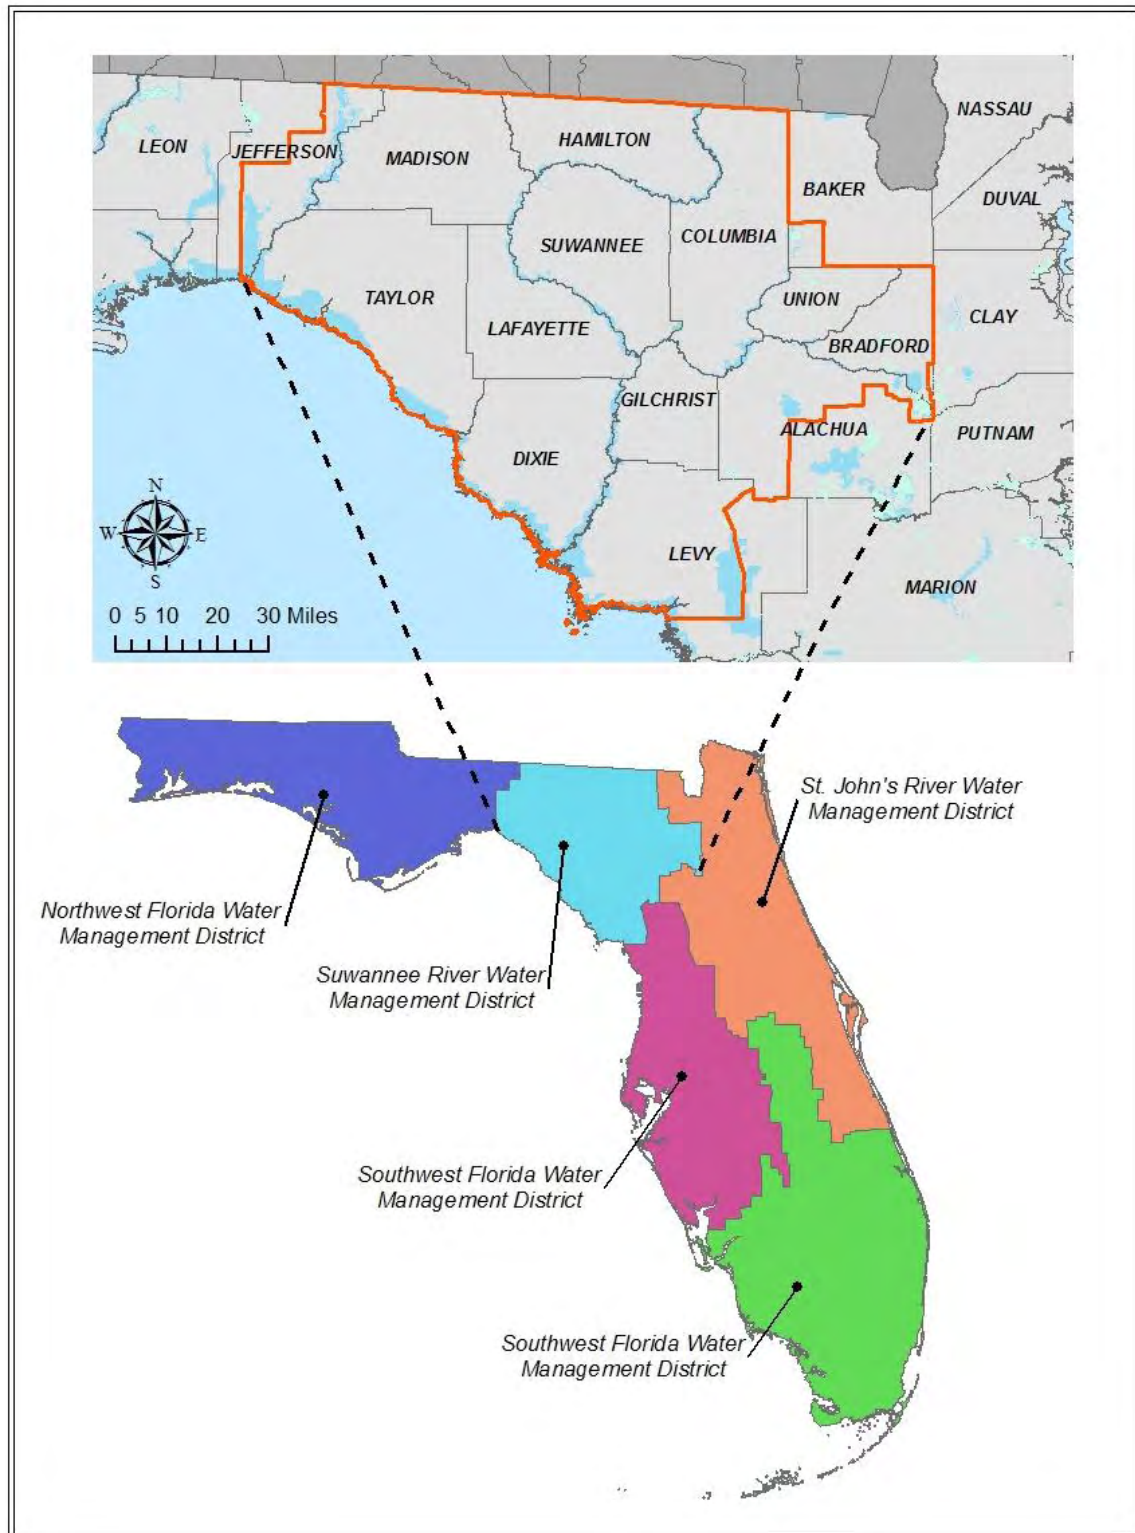 NASSAU
LEON
JEFFERSON
MADISON
HAMILTON
BAKER
DUVAL
SUWANNEE
COLUMBIA
TAYLOR
LAFAYETTE
UNION
CLAY
BRADFORD
GILCHRIST
ALACHUA
PUTNAM
DIXIE
LEVY
MARION
N
W E
S
0 5 10 20 30 Miles
St. John's River Water
Management District
Northwest Florida Water
Management District
Suwannee River Water
Management District
Southwest Florida Water
Management District
Southwest Florida Water
Management District